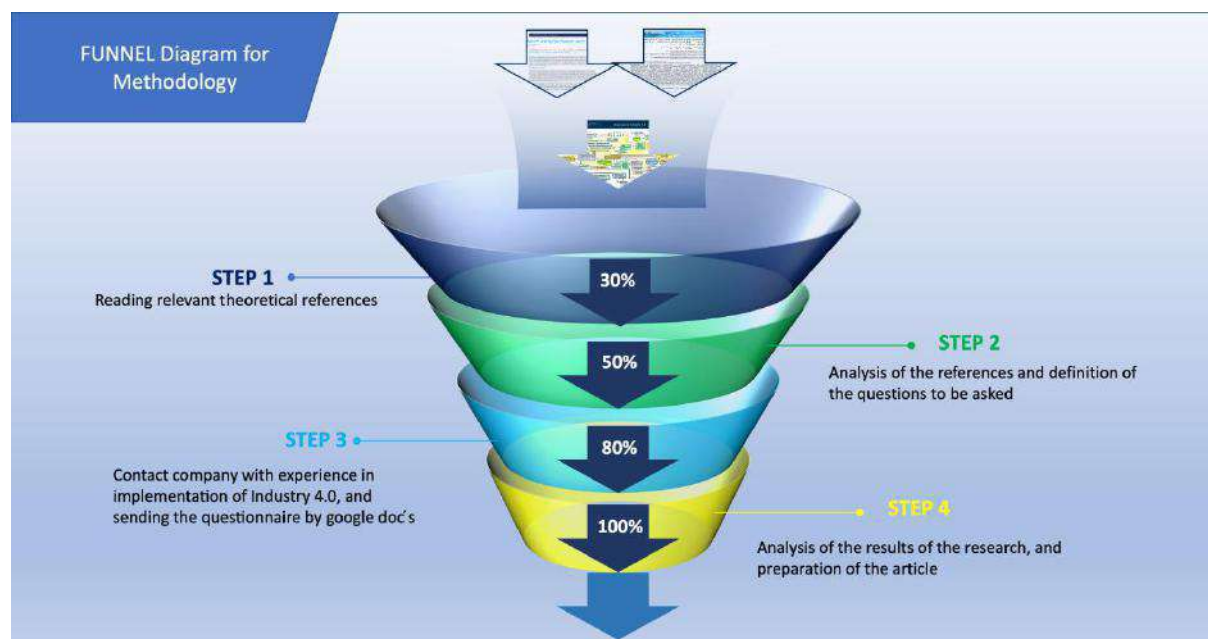 FUNNEL Diagram for
Methodology
STEP 1
Reading relevant theoretical references
30%
STEP 2
Analysis of the references and definition of
the questions to be asked
50%
STEP 3
Contact company with experience in
implementation of Industry 4.0, and
sending the questionnaire by google doc's
80%
STEP 4
Analysis of the results of the research, and
preparation of the article
100%